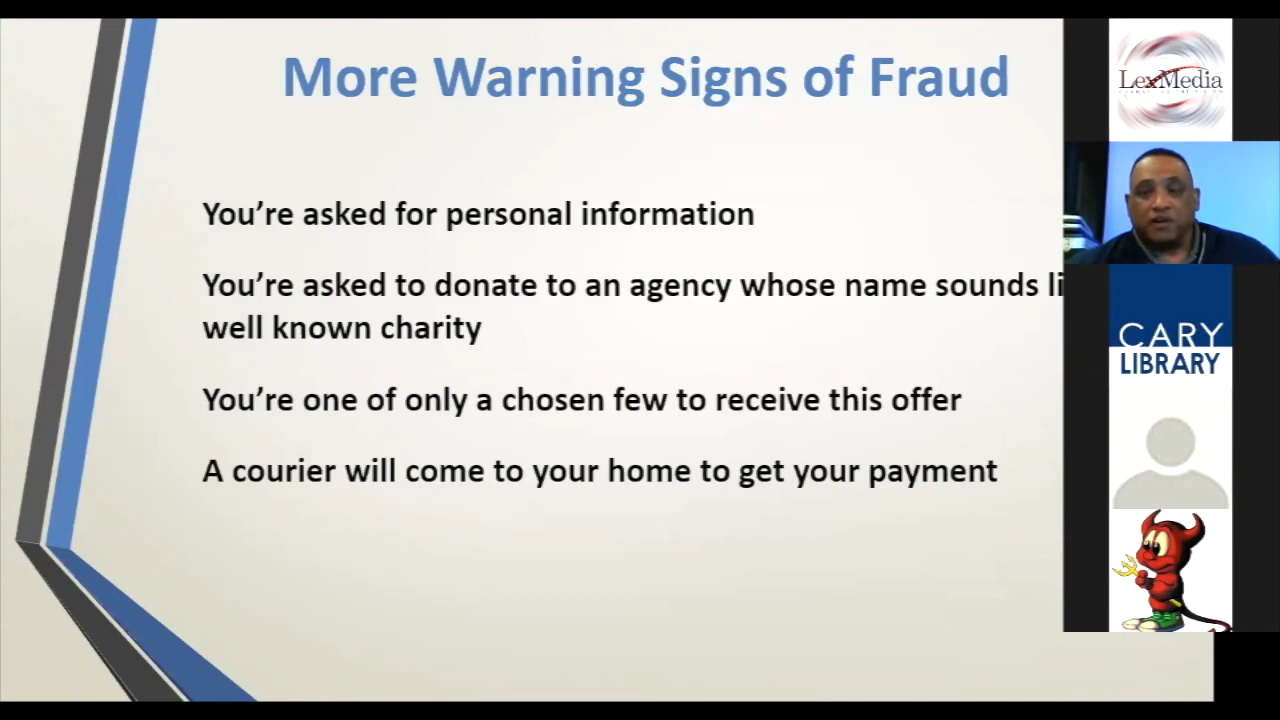 More Warning Signs of Fraud
You're asked for personal information
You're asked to donate to an agency whose name sounds li
well known charity
You're one of only a chosen few to receive this offer
A courier will come to your home to get your payment
LexMedia
CARY
LIBRARY